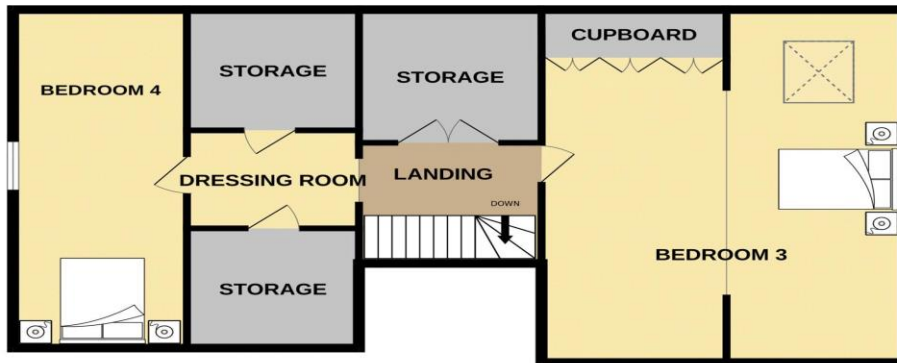 CUPBOARD
STORAGE
STORAGE
BEDROOM 4
DRESSING ROOM
LANDING
DOWN
BEDROOM 3
STORAGE